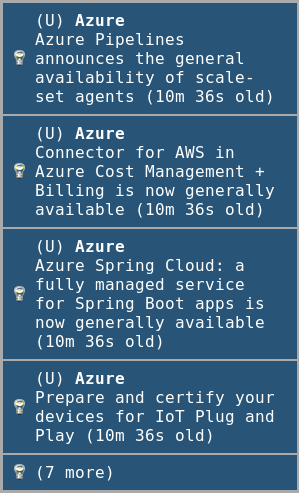 (U) Azure
Azure Pipelines
announces the general
availability of scale-
set agents (10m 36s old)
(U) Azure
Connector for AWS in
Azure Cost Management +
Billing is now generally
available (10m 36s old)
(U) Azure
Azure Spring Cloud: a
fully managed service
for Spring Boot apps is
now generally available
(10m 36s old)
(U) Azure
Prepare and certify your
devices for IoT Plug and
Play (10m 36s old)
(7 more)